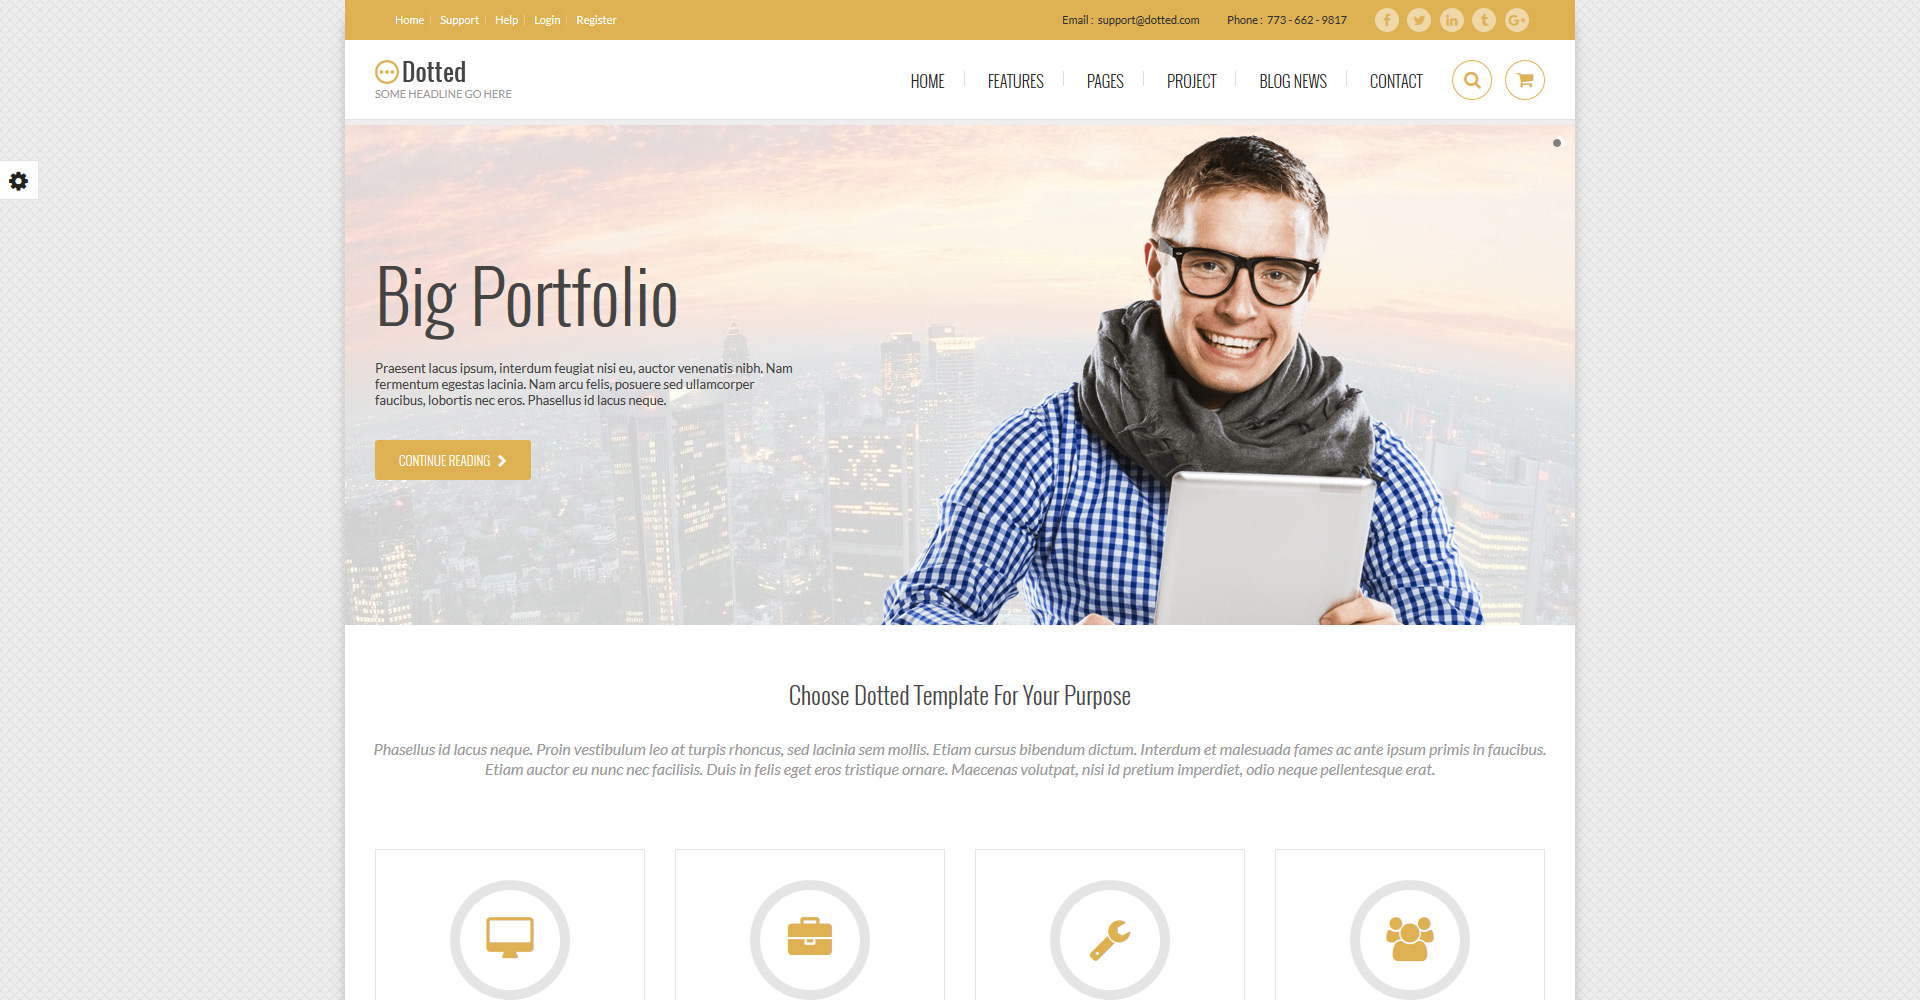 Home Support Help Login Register Email : support@dotted.com Phone : 773 - 662 - 9817
Dotted
SOME HEADLINE GO HERE
HOME FEATURES PAGES PROJECT BLOG NEWS CONTACT
Big Portfolio
Praesent lacus ipsum, interdum feugiat nisi eu, auctor venenatis nibh. Nam
fermentum egestas lacinia. Nam arcu felis, posuere sed ullamcorper
faucibus, lobortis nec eros. Phasellus id lacus neque.
CONTINUE READING
Choose Dotted Template For Your Purpose
Phasellus id lacus neque. Proin vestibulum leo at turpis rhoncus, sed lacinia sem mollis. Etiam cursus bibendum dictum. Interdum et malesuada fames ac ante ipsum primis in faucibus.
Etiam auctor eu nunc nec facilisis. Duis in felis eget eros tristique ornare. Maecenas volutpat, nisi id pretium imperdiet, odio neque pellentesque erat.